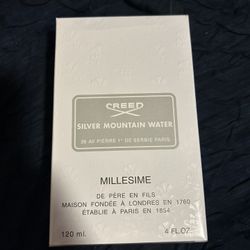 CREED
SILVER MOUNTAIN WATER
38 AV PIERRE 1ER DE SERBIE PARIS
MILLESIME
DE PÈRE EN FILS
MAISON FONDÉE À LONDRES EN 1760
ÉTABLIE À PARIS EN 1854
120 ml. 4 FL.OZ.